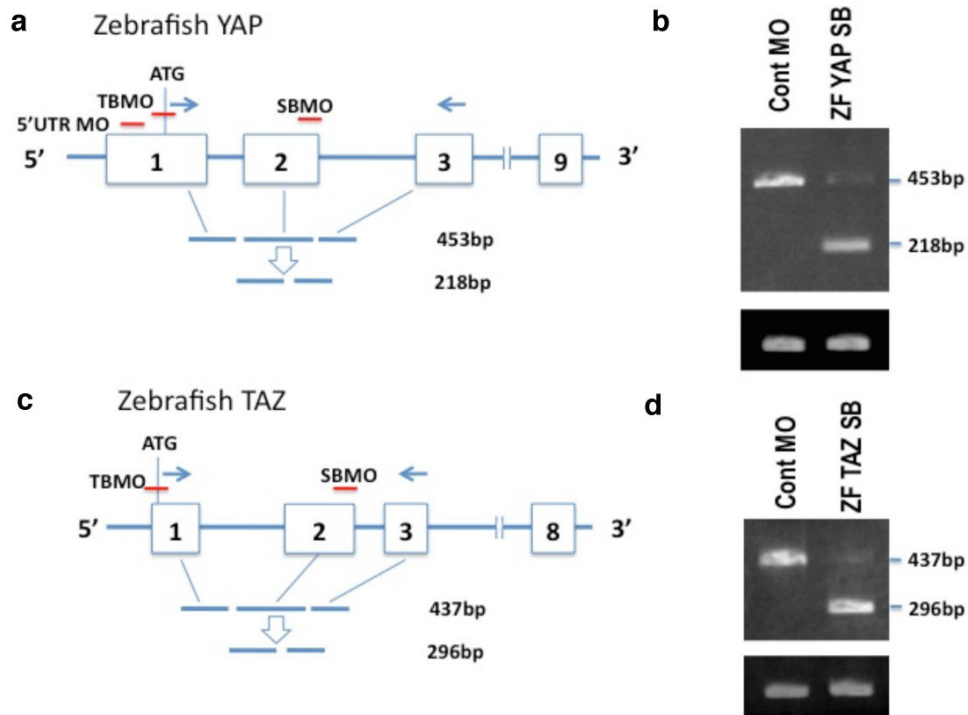 a
Zebrafish YAP
ATG
TBMO
5'UTR MO
SBMO
5'
1
2
3
9
3'
453bp
218bp
b
Cont MO
ZF YAP SB
453bp
218bp
c
Zebrafish TAZ
ATG
TBMO
SBMO
5'
1
2
3
8
3'
437bp
296bp
d
Cont MO
ZF TAZ SB
437bp
296bp